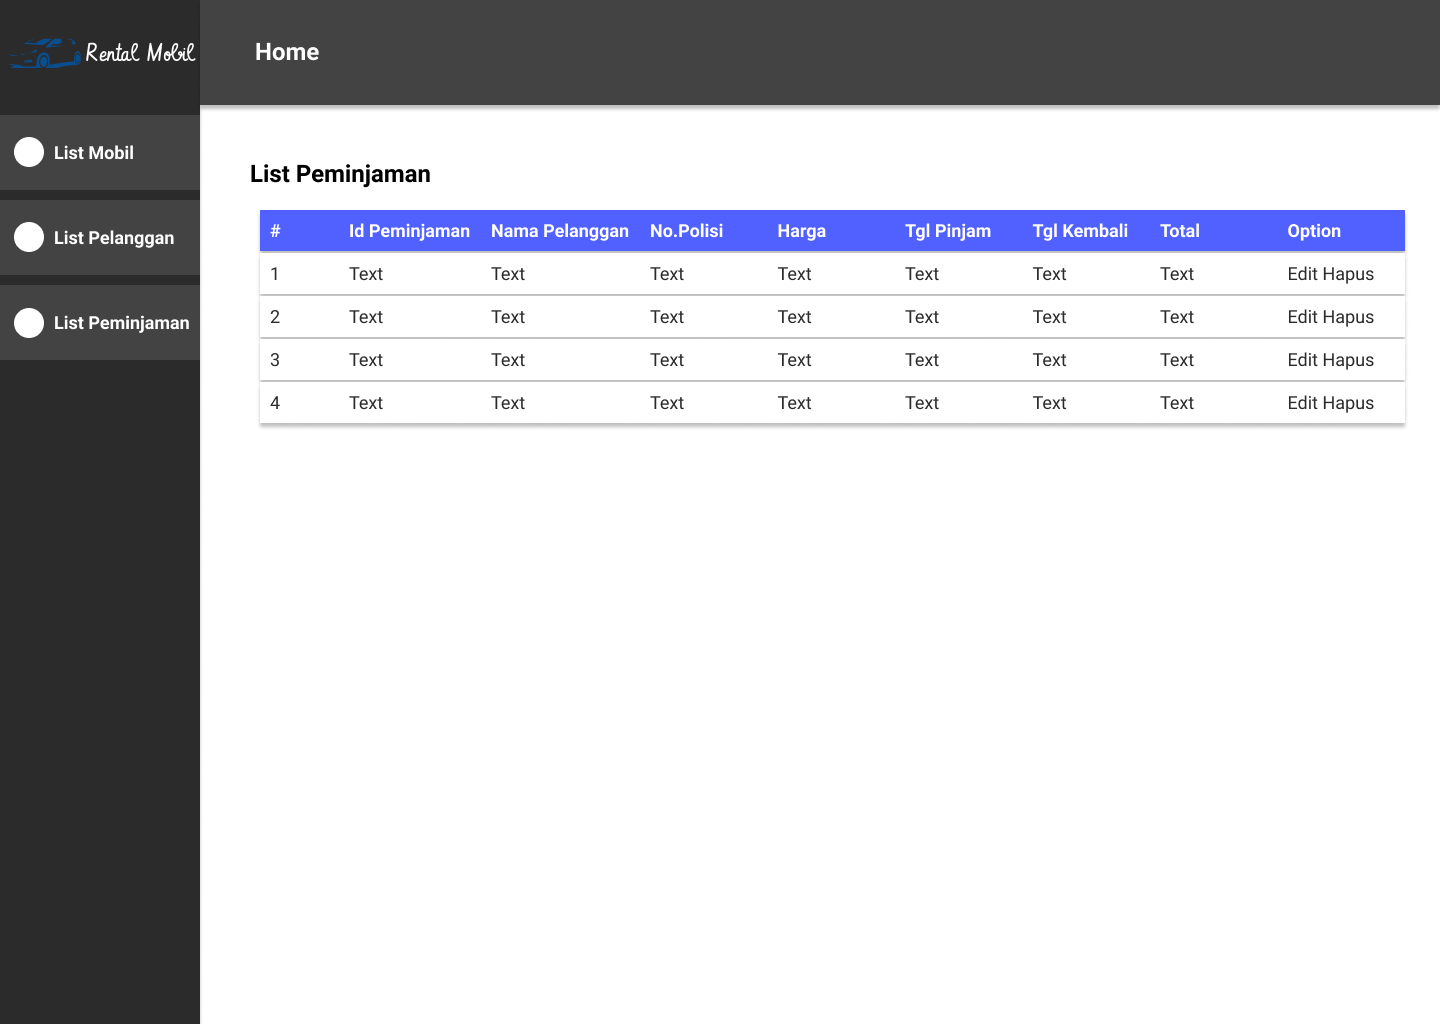 Rental Mobil
Home
List Mobil
List Pelanggan
List Peminjaman
List Peminjaman
# Id Peminjaman Nama Pelanggan No.Polisi Harga Tgl Pinjam Tgl Kembali Total Option
1 Text Text Text Text Text Text Text Edit Hapus
2 Text Text Text Text Text Text Text Edit Hapus
3 Text Text Text Text Text Text Text Edit Hapus
4 Text Text Text Text Text Text Text Edit Hapus